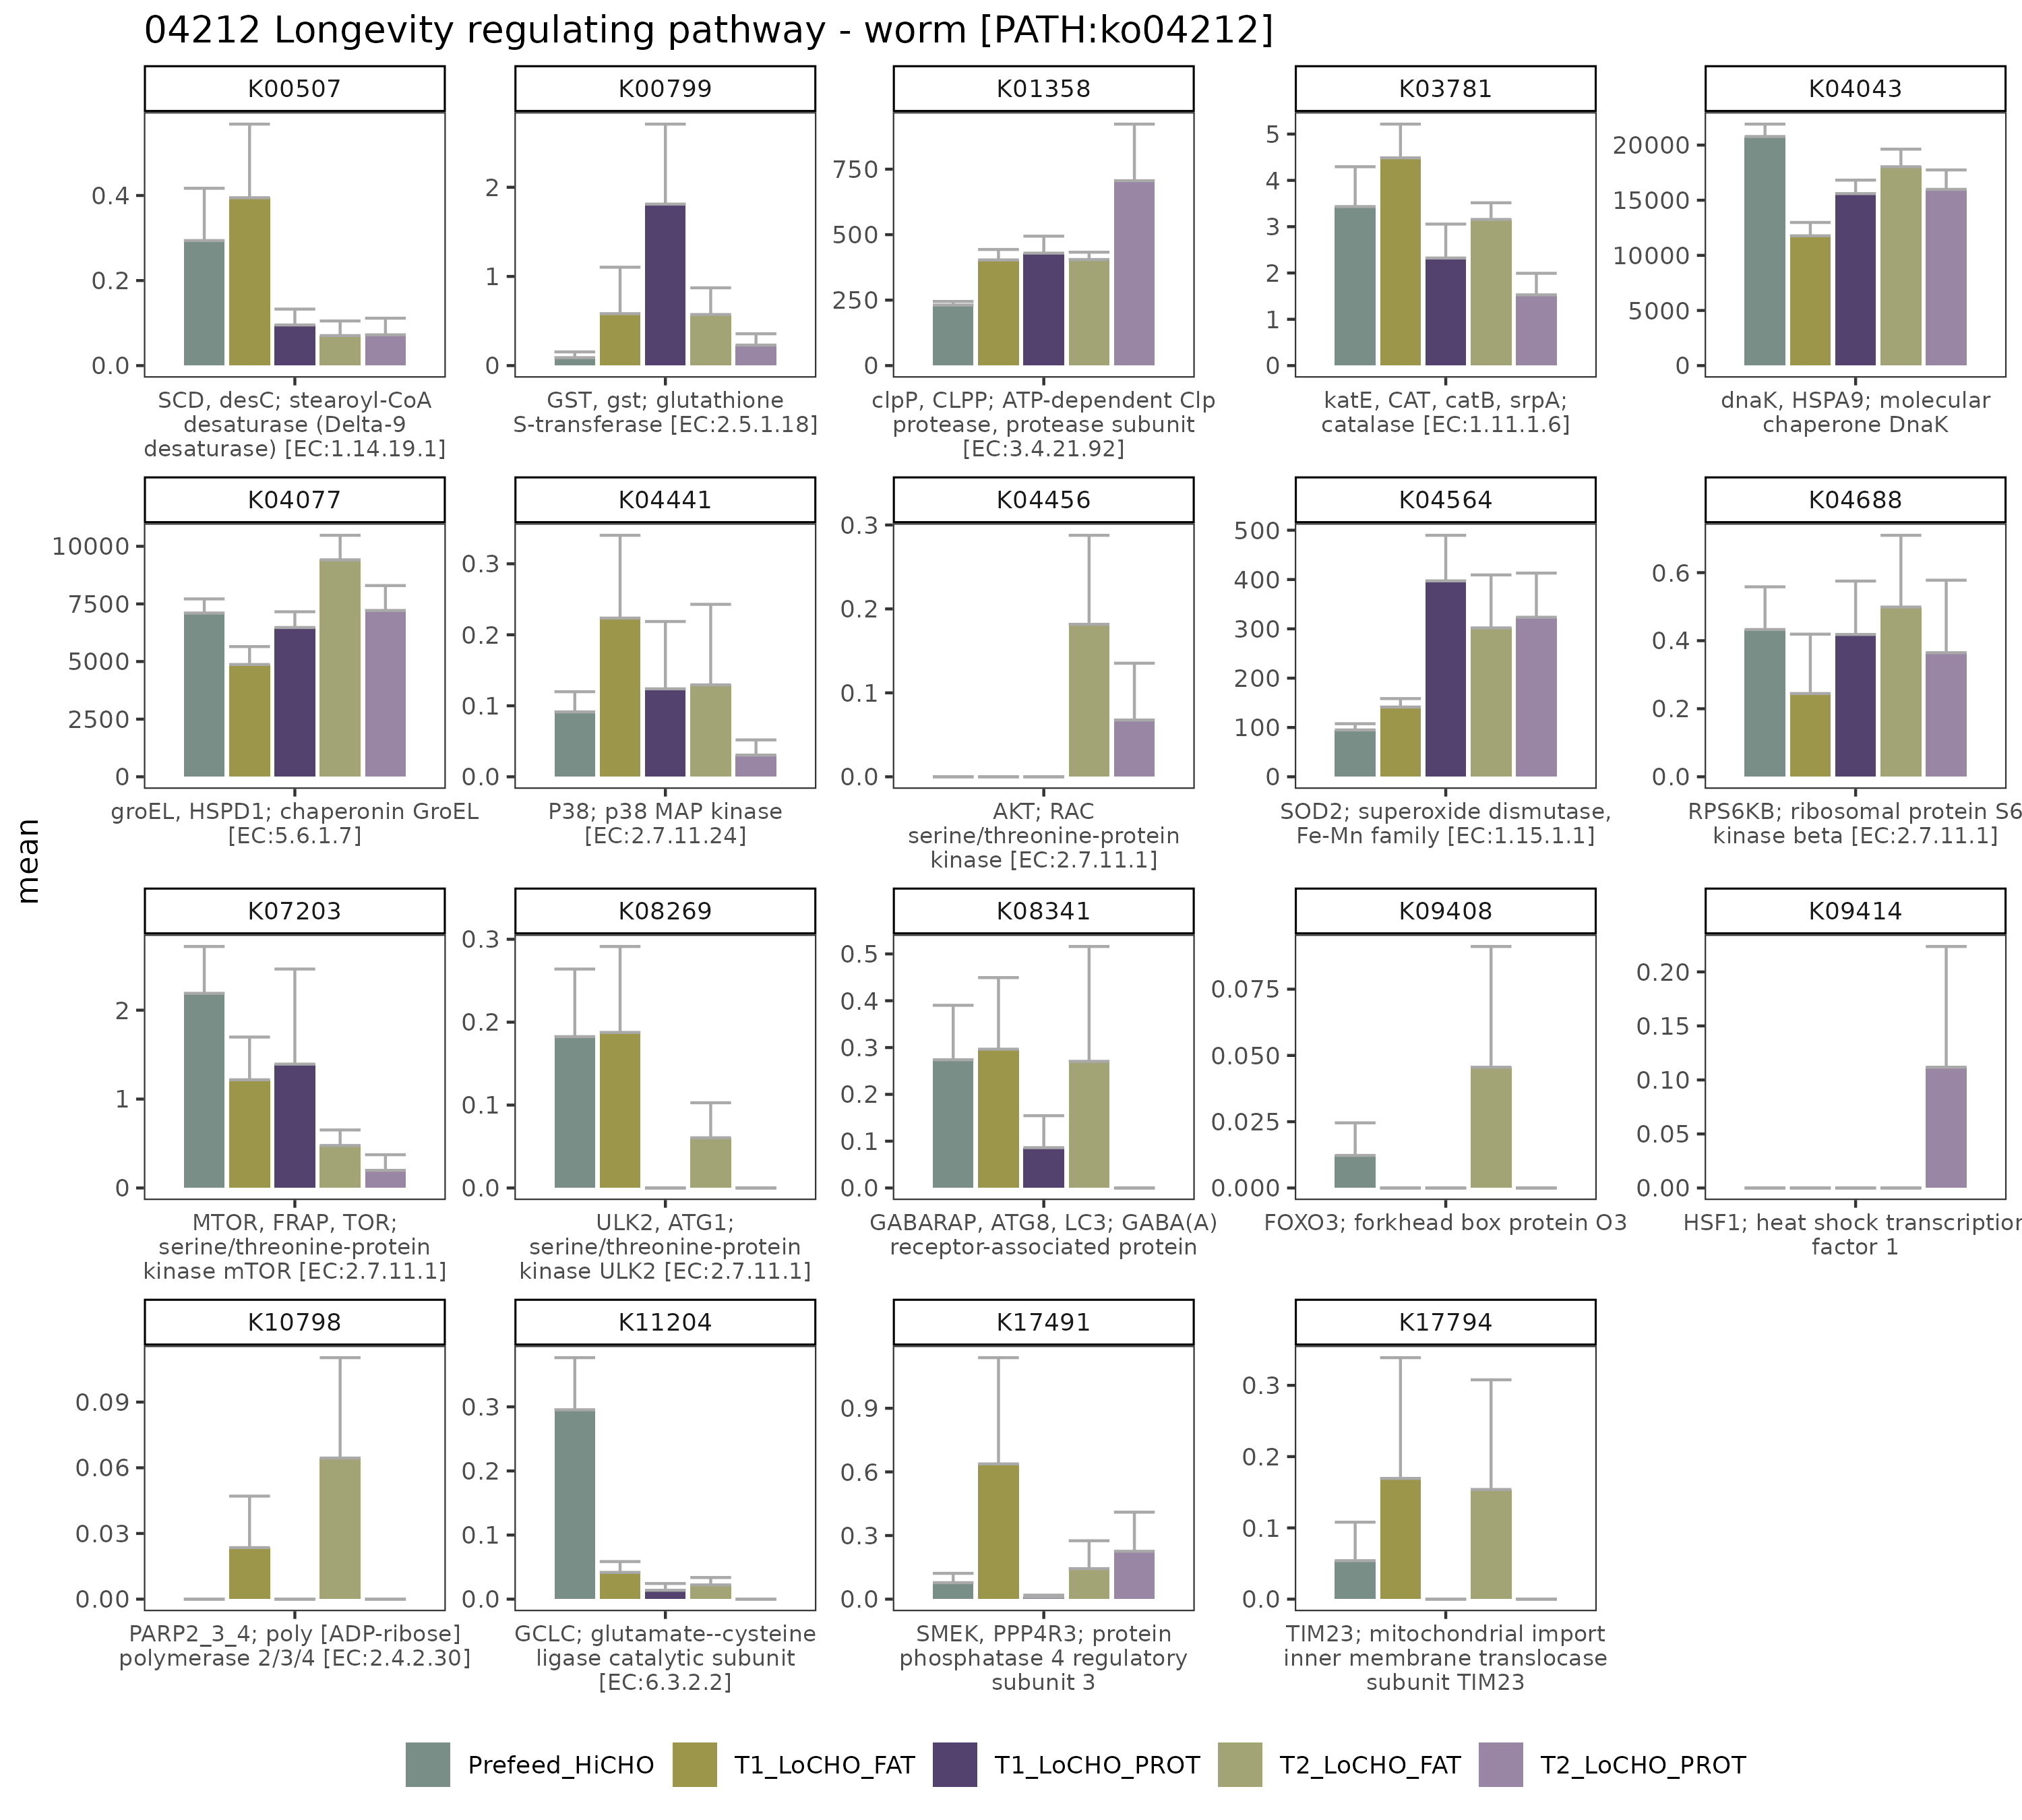 04212 Longevity regulating pathway - worm [PATH:ko04212]
K00507 K00799 K01358 K03781 K04043
0.4
0.2
0.0
2
1
0
750
500
250
0
5
4
3
2
1
0
20000
15000
10000
5000
0
SCD, desC; stearoyl-CoA
desaturase (Delta-9
desaturase) [EC:1.14.19.1]
GST, gst; glutathione
S-transferase [EC:2.5.1.18]
clpP, CLPP; ATP-dependent Clp
protease, protease subunit
[EC:3.4.21.92]
katE, CAT, catB, srpA;
catalase [EC:1.11.1.6]
dnaK, HSPA9; molecular
chaperone DnaK
K04077 K04441 K04456 K04564 K04688
10000
7500
5000
2500
0
0.3
0.2
0.1
0.0
0.3
0.2
0.1
0.0
500
400
300
200
100
0
0.6
0.4
0.2
0.0
groEL, HSPD1; chaperonin GroEL
[EC:5.6.1.7]
P38; p38 MAP kinase
[EC:2.7.11.24]
AKT; RAC
serine/threonine-protein
kinase [EC:2.7.11.1]
SOD2; superoxide dismutase,
Fe-Mn family [EC:1.15.1.1]
RPS6KB; ribosomal protein S6
kinase beta [EC:2.7.11.1]
mean
K07203 K08269 K08341 K09408 K09414
2
1
0
0.3
0.2
0.1
0.0
0.5
0.4
0.3
0.2
0.1
0.0
0.075
0.050
0.025
0.000
0.20
0.15
0.10
0.05
0.00
MTOR, FRAP, TOR;
serine/threonine-protein
kinase mTOR [EC:2.7.11.1]
ULK2, ATG1;
serine/threonine-protein
kinase ULK2 [EC:2.7.11.1]
GABARAP, ATG8, LC3; GABA(A)
receptor-associated protein
FOXO3; forkhead box protein O3
HSF1; heat shock transcription
factor 1
K10798 K11204 K17491 K17794
0.09
0.06
0.03
0.00
0.3
0.2
0.1
0.0
0.9
0.6
0.3
0.0
0.3
0.2
0.1
0.0
PARP2_3_4; poly [ADP-ribose]
polymerase 2/3/4 [EC:2.4.2.30]
GCLC; glutamate--cysteine
ligase catalytic subunit
[EC:6.3.2.2]
SMEK, PPP4R3; protein
phosphatase 4 regulatory
subunit 3
TIM23; mitochondrial import
inner membrane translocase
subunit TIM23
Prefeed_HiCHO T1_LoCHO_FAT T1_LoCHO_PROT T2_LoCHO_FAT T2_LoCHO_PROT